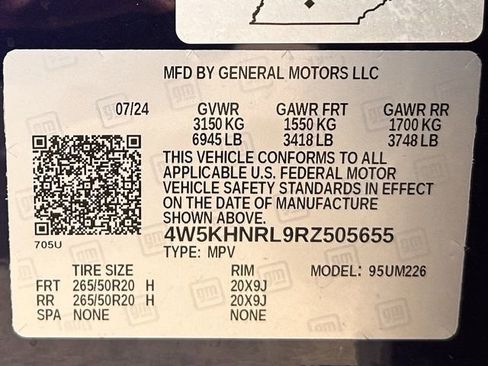 MFD BY GENERAL MOTORS LLC
07/24 GVWR GAWR FRT GAWR RR
3150 KG 1550 KG 1700 KG
6945 LB 3418 LB 3748 LB
THIS VEHICLE CONFORMS TO ALL
APPLICABLE U.S. FEDERAL MOTOR
VEHICLE SAFETY STANDARDS IN EFFECT
ON THE DATE OF MANUFACTURE
SHOWN ABOVE.
705U
4W5KHNRL9RZ505655
TYPE: MPV
TIRE SIZE RIM MODEL: 95UM226
FRT 265/50R20 H 20X9J
RR 265/50R20 H 20X9J
SPA NONE NONE
gm